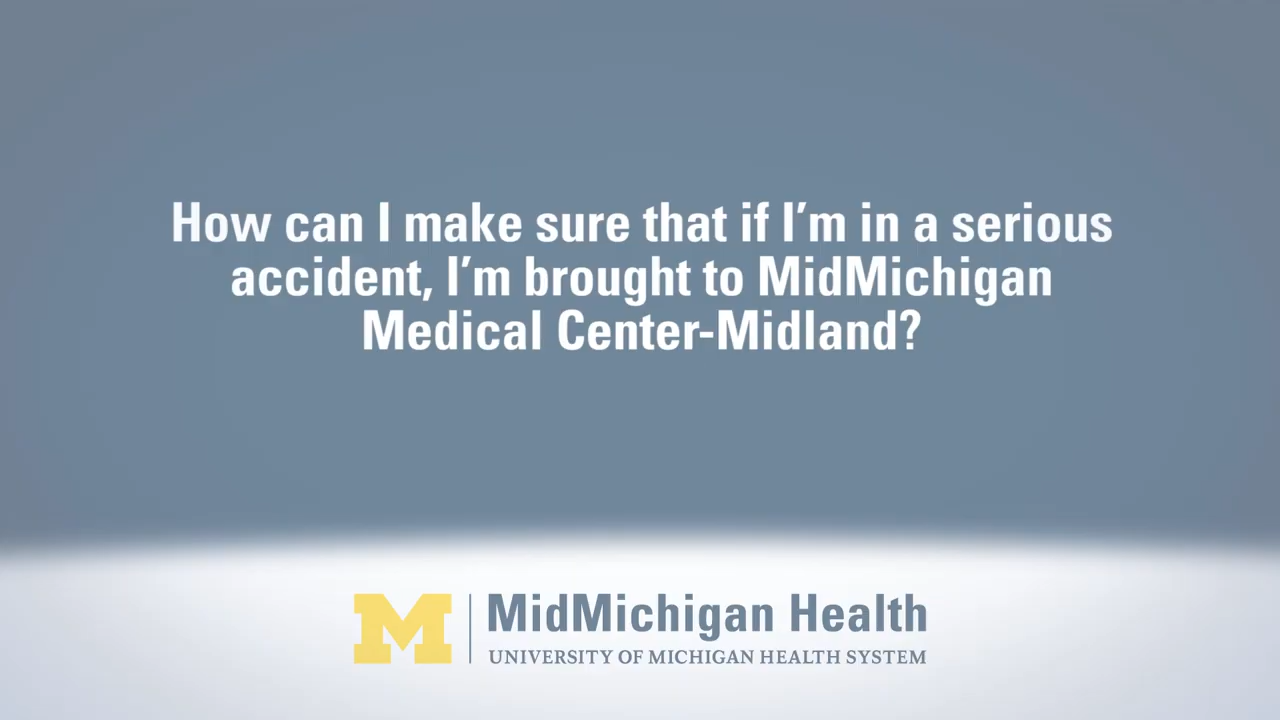 How can I make sure that if I'm in a serious
accident, I'm brought to MidMichigan
Medical Center-Midland?
M
MidMichigan Health
UNIVERSITY OF MICHIGAN HEALTH SYSTEM